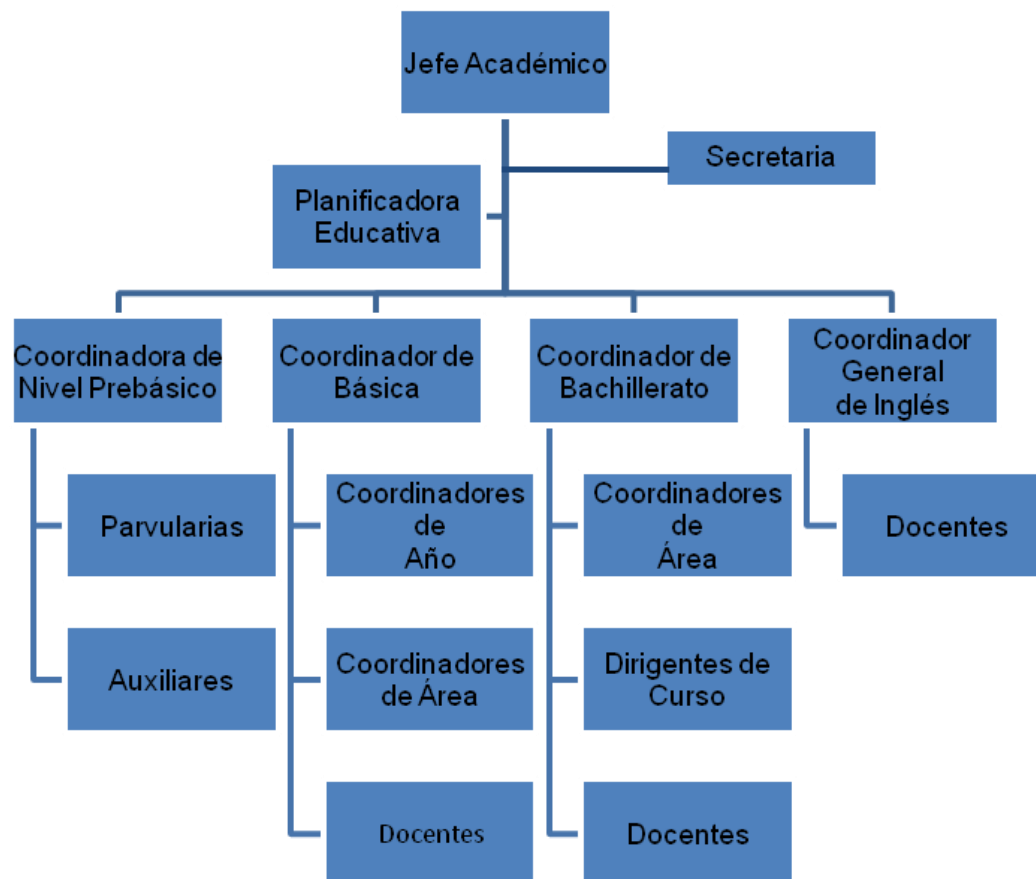 Jefe Académico
Secretaria
Planificadora
Educativa
Coordinadora de
Nivel Prebásico
Coordinador de
Básica
Coordinador de
Bachillerato
Coordinador
General
de Inglés
Parvularias
Coordinadores
de
Año
Coordinadores
de
Área
Docentes
Auxiliares
Coordinadores
de Área
Dirigentes de
Curso
Docentes
Docentes